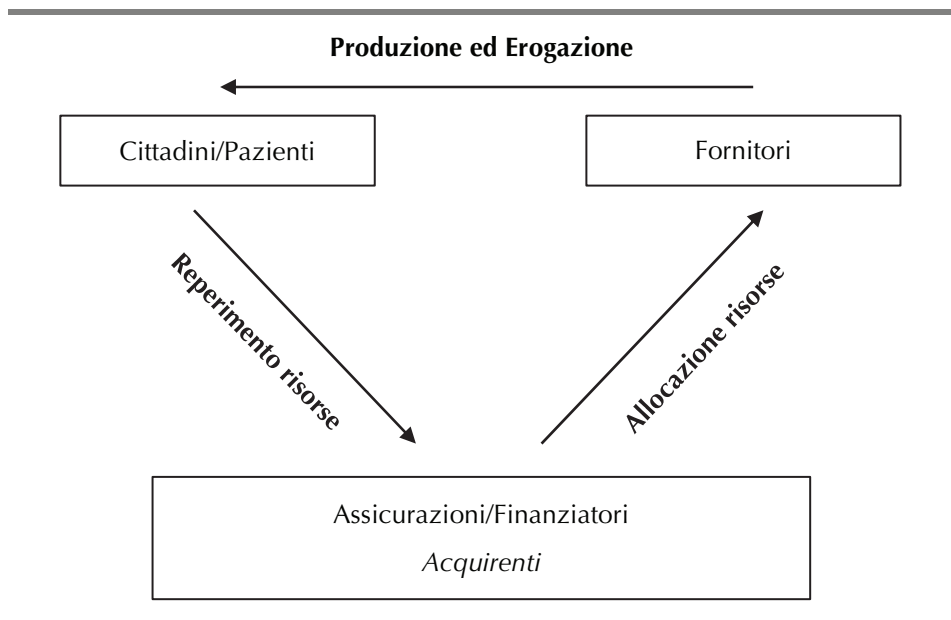 Produzione ed Erogazione
Cittadini/Pazienti
Fornitori
Reperimento risorse
Allocazione risorse
Assicurazioni/Finanziatori
Acquirenti